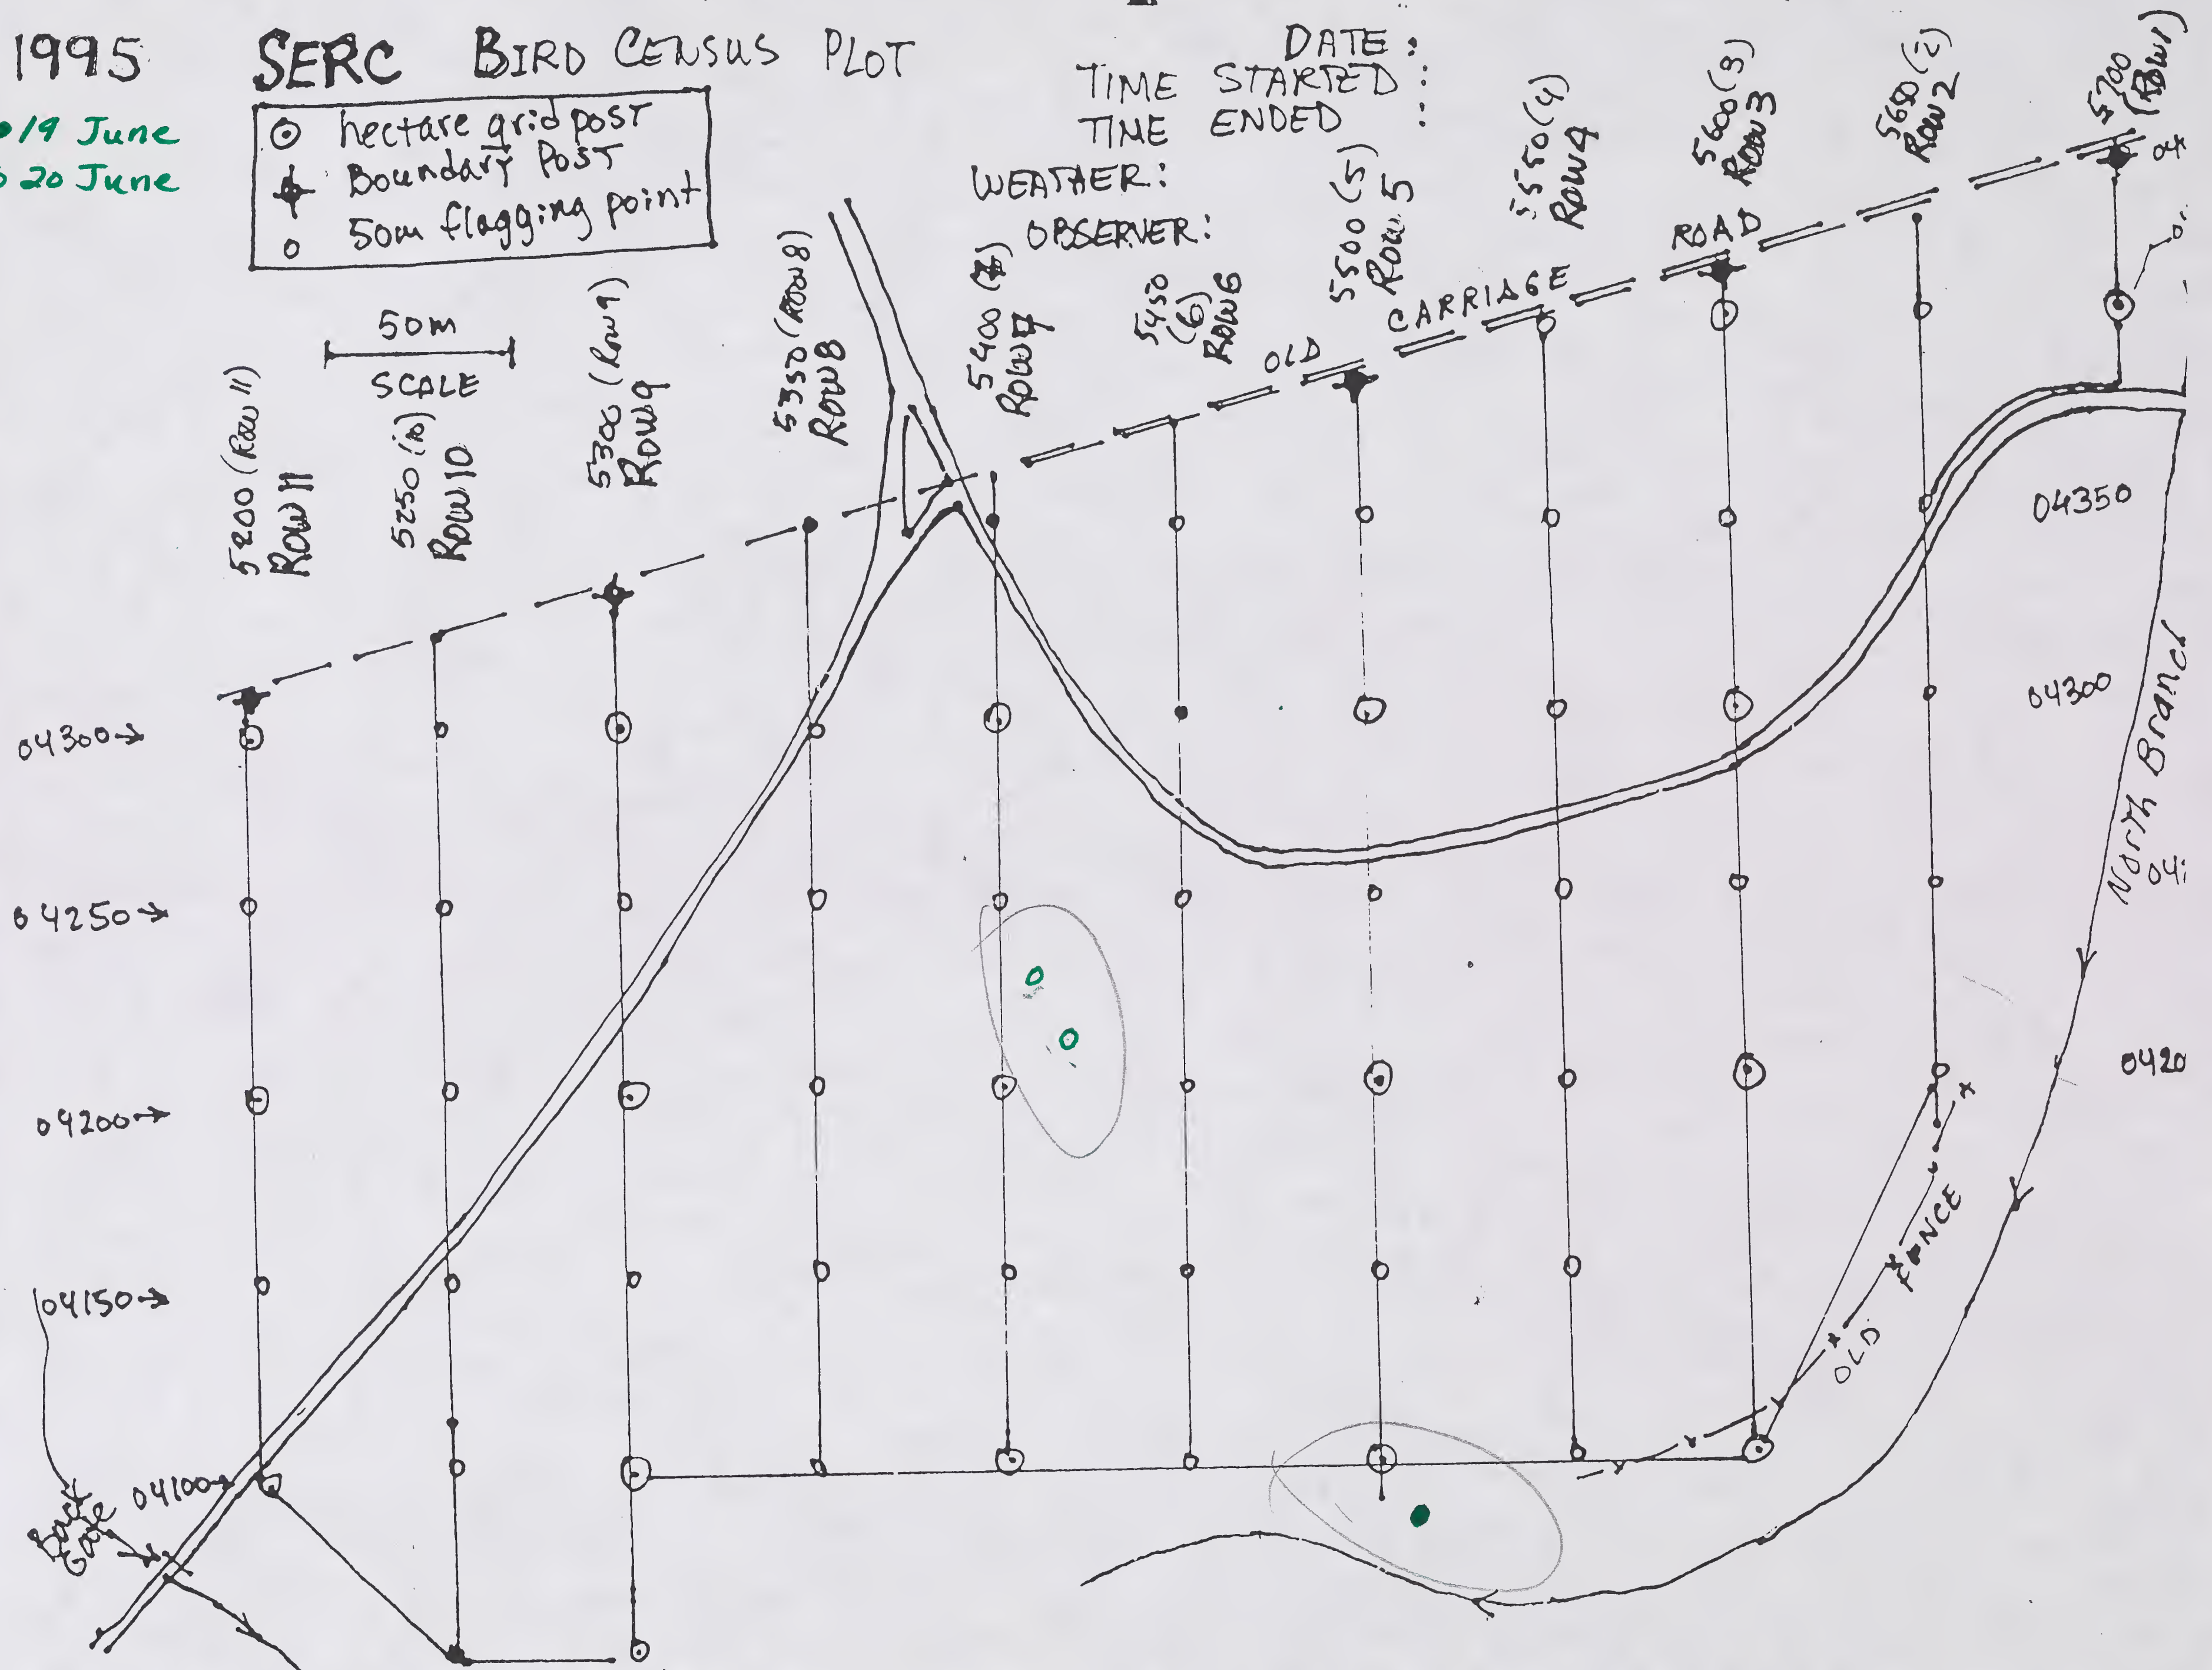 1995
SERC BIRD CENSUS PLOT
19 June
20 June
hectare grid post
Boundary Post
50m flagging point
DATE :
TIME STARTED :
TIME ENDED :
WEATHER:
OBSERVER:
50m
SCALE
5200 (Row 11)
Row 11
5250 (10)
Row 10
5300 (Row 9)
Row 9
5350 (Row 8)
Row 8
5400
Row 7
5450
(6)
Row 6
5500 (5)
Row 5
5550 (4)
Row 4
5600 (3)
Row 3
5650 (2)
Row 2
5700
(Row 1)
OLD CARRIAGE ROAD
04350
04300
North Branch
04300→
04250→
04200→
04150→
04100→
0420
OLD FENCE
Back
Gate